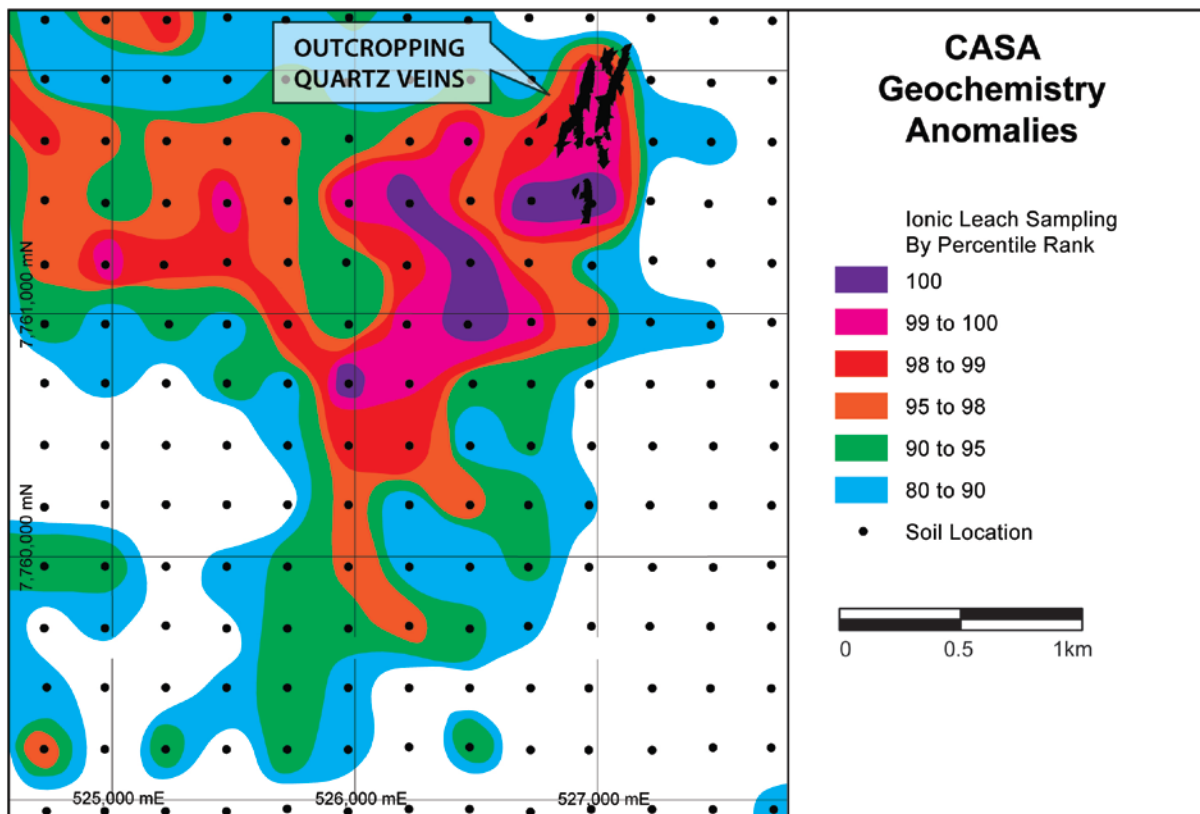 OUTCROPPING
QUARTZ VEINS
7,761,000 mN
7,760,000 mN
525,000 mE
526,000 mE
527,000 mE
CASA
Geochemistry
Anomalies
Ionic Leach Sampling
By Percentile Rank
100
99 to 100
98 to 99
95 to 98
90 to 95
80 to 90
Soil Location
0 0.5 1km